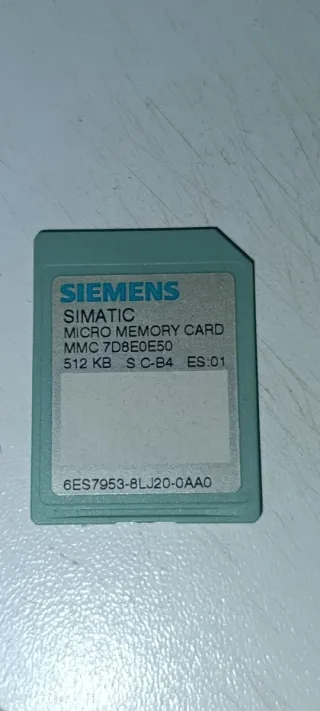 SIEMENS
SIMATIC
MICRO MEMORY CARD
MMC 7D8E0E50
512 KB S C-B4 ES:01
6ES7953-8LJ20-0AA0